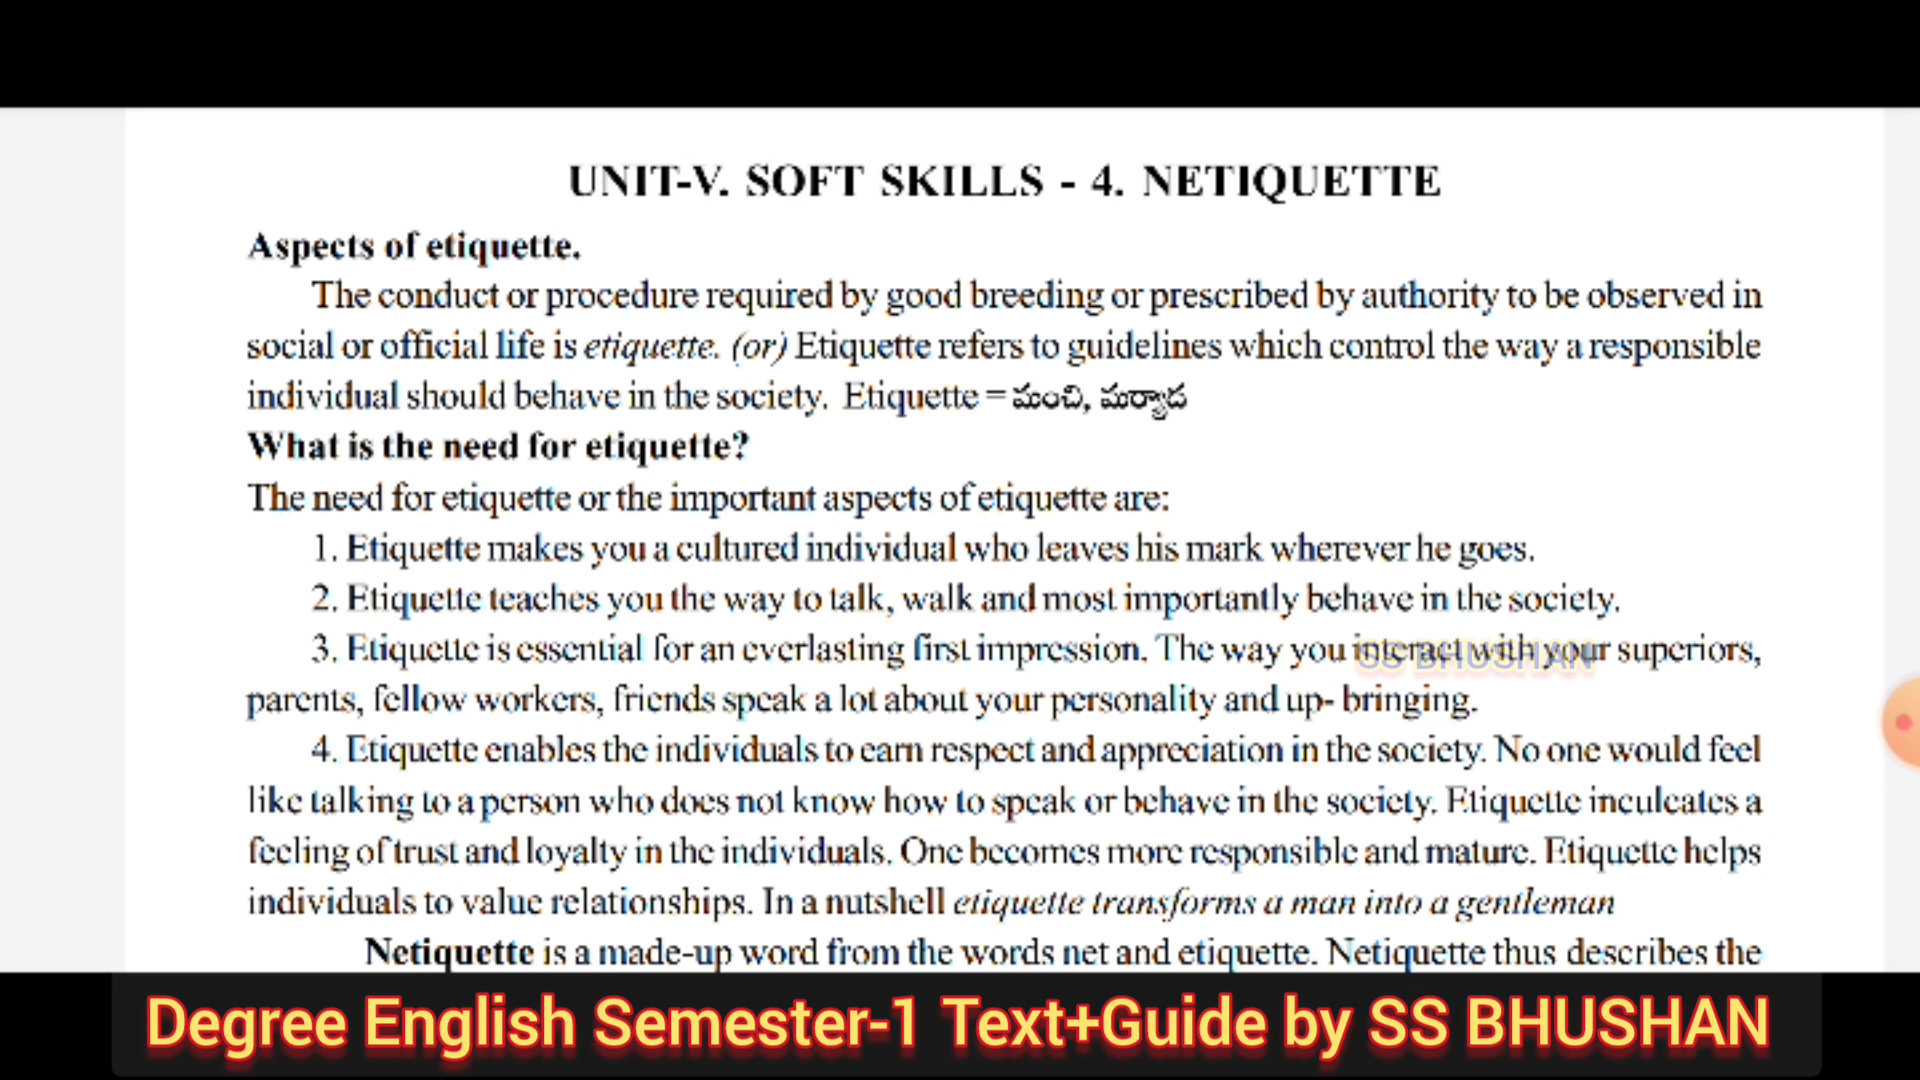 UNIT-V. SOFT SKILLS - 4. NETIQUETTE
Aspects of etiquette.
The conduct or procedure required by good breeding or prescribed by authority to be observed in
social or official life is etiquette. (or) Etiquette refers to guidelines which control the way a responsible
individual should behave in the society. Etiquette = మంచి, మర్యాద
What is the need for etiquette?
The need for etiquette or the important aspects of etiquette are:
1. Etiquette makes you a cultured individual who leaves his mark wherever he goes.
2. Etiquette teaches you the way to talk, walk and most importantly behave in the society.
3. Etiquette is essential for an everlasting first impression. The way you interact with your superiors,
SS BHUSHAN
parents, fellow workers, friends speak a lot about your personality and up- bringing.
4. Etiquette enables the individuals to earn respect and appreciation in the society. No one would feel
like talking to a person who does not know how to speak or behave in the society. Etiquette inculcates a
feeling of trust and loyalty in the individuals. One becomes more responsible and mature. Etiquette helps
individuals to value relationships. In a nutshell etiquette transforms a man into a gentleman
Netiquette is a made-up word from the words net and etiquette. Netiquette thus describes the
Degree English Semester-1 Text+Guide by SS BHUSHAN